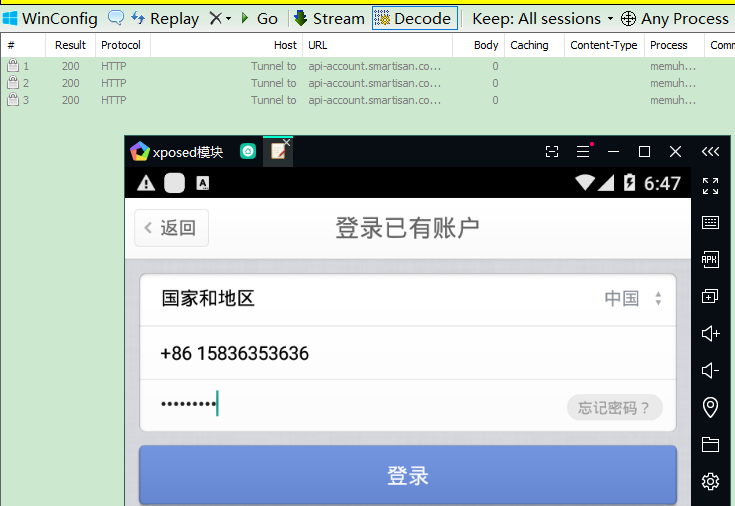 WinConfig Replay Go Stream Decode Keep: All sessions Any Process
# Result Protocol Host URL Body Caching Content-Type Process Comm
1 200 HTTP Tunnel to api-account.smartisan.co... 0 memuh...
2 200 HTTP Tunnel to api-account.smartisan.co... 0 memuh...
3 200 HTTP Tunnel to api-account.smartisan.co... 0 memuh...
xposed模块
A 6:47
返回 登录已有账户
国家和地区 中国
APK
+86 15836353636
••••••••• 忘记密码？
登录